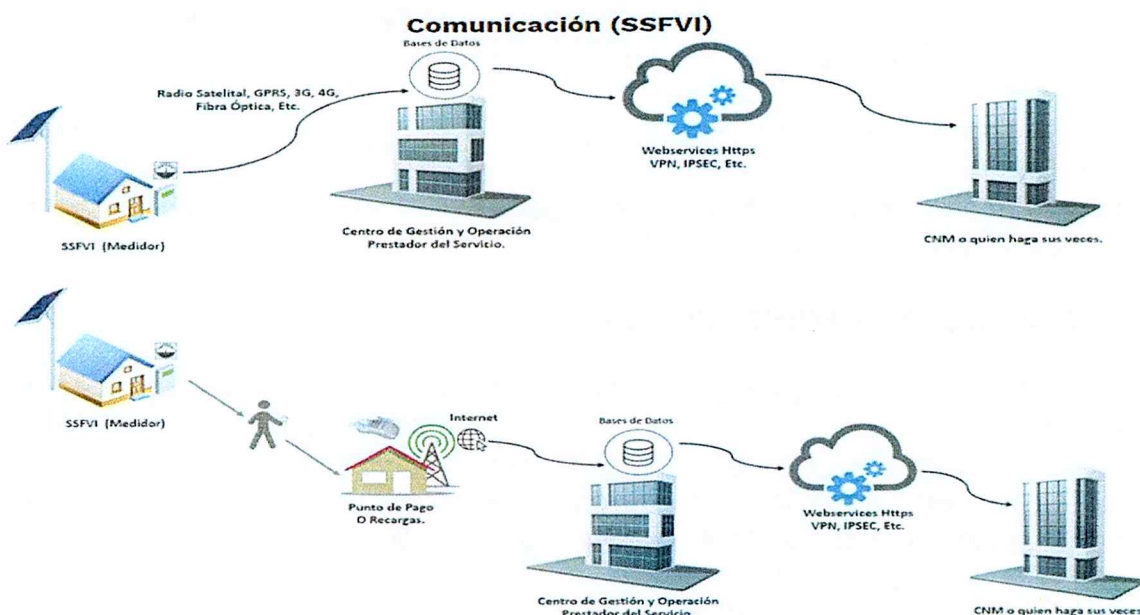 Comunicación (SSFVI)
Bases de Datos
Radio Satelital, GPRS, 3G, 4G,
Fibra Óptica, Etc.
Webservices Https
VPN, IPSEC, Etc.
SSFVI (Medidor)
Centro de Gestión y Operación
Prestador del Servicio.
CNM o quien haga sus veces.
SSFVI (Medidor)
Internet
Bases de Datos
Punto de Pago
O Recargas.
Webservices Https
VPN, IPSEC, Etc.
Centro de Gestión y Operación
Prestador del Servicio
CNM o quien haga sus veces